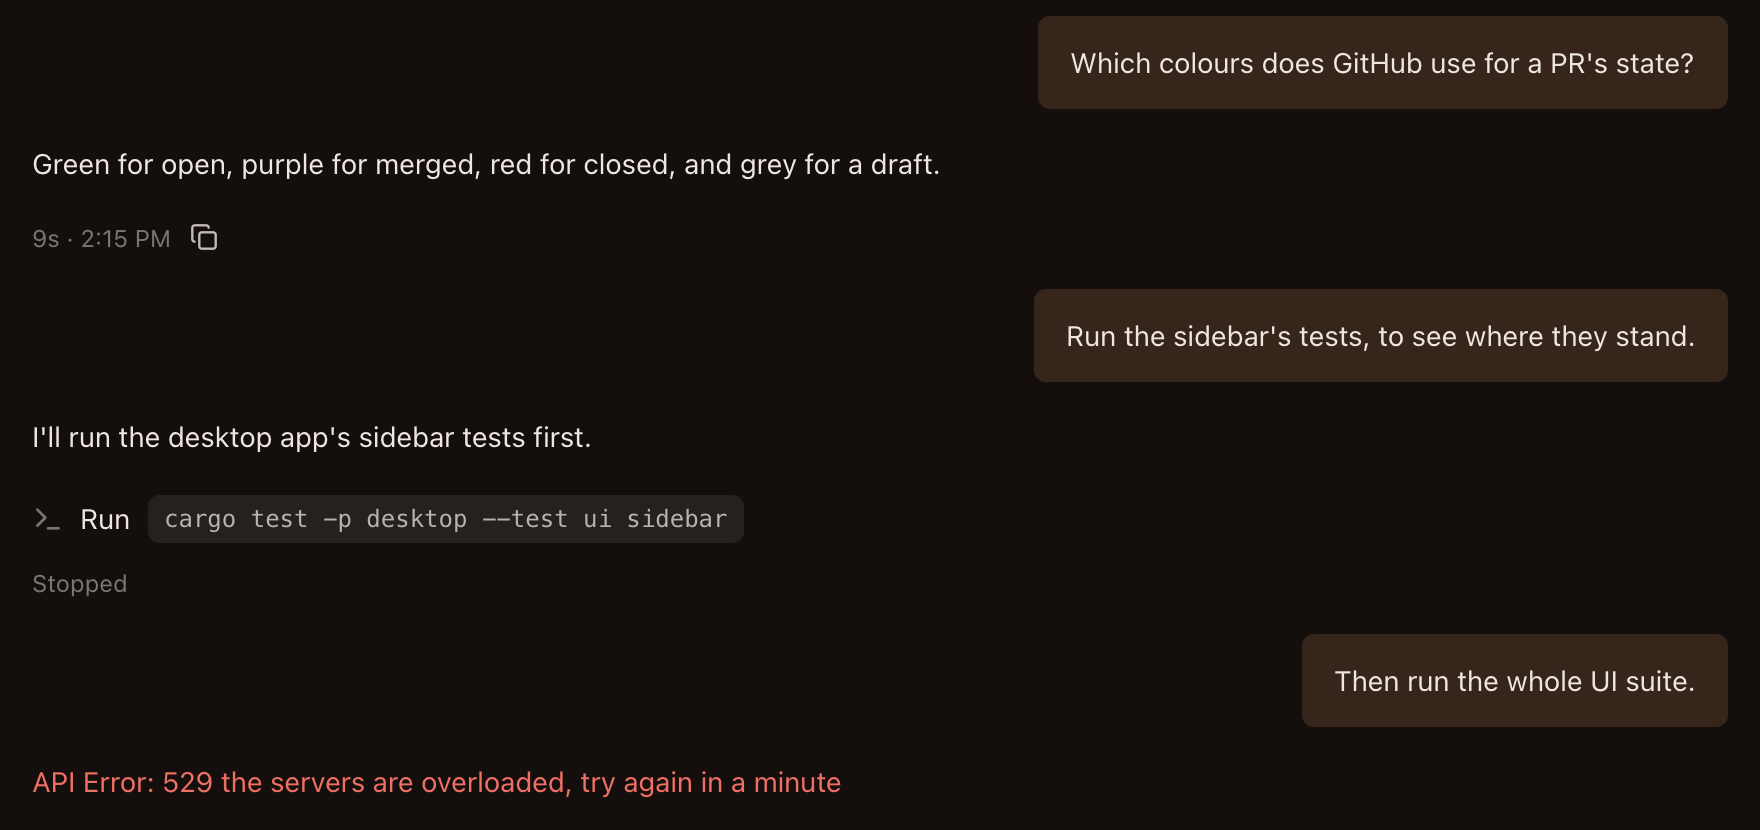 Which colours does GitHub use for a PR's state?
Green for open, purple for merged, red for closed, and grey for a draft.
9s · 2:15 PM
Run the sidebar's tests, to see where they stand.
I'll run the desktop app's sidebar tests first.
>_ Run cargo test -p desktop --test ui sidebar
Stopped
Then run the whole UI suite.
API Error: 529 the servers are overloaded, try again in a minute